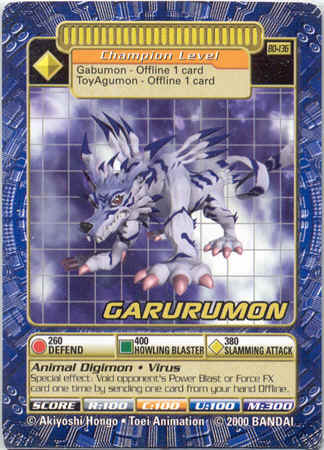 BO-136
Champion Level
Gabumon - Offline 1 card
ToyAgumon - Offline 1 card
GARURUMON
260 400 380
DEFEND HOWLING BLASTER SLAMMING ATTACK
Animal Digimon • Virus
Special effect: Void opponent's Power Blast or Force FX
card one time by sending one card from your hand Offline.
SCORE R:100 C:100 U:100 M:300
© Akiyoshi Hongo • Toei Animation © 2000 BANDAI